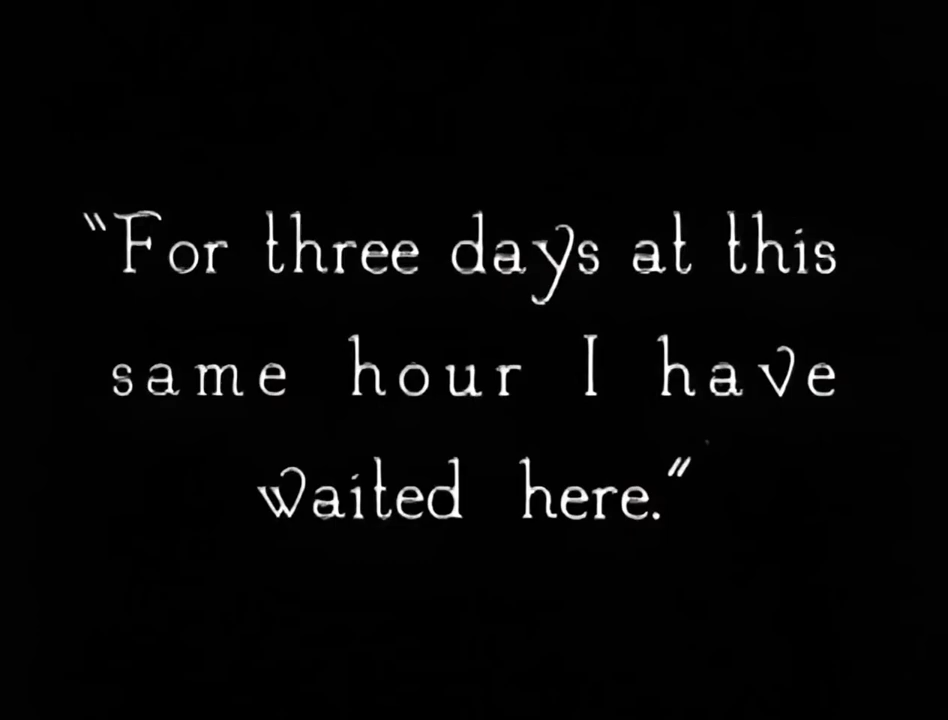 “For three days at this
same hour I have
waited here.”